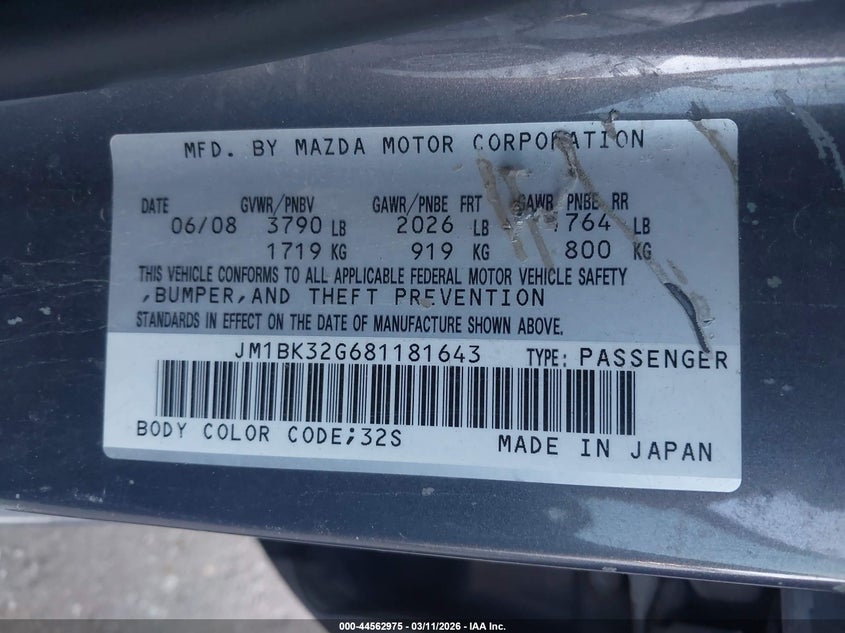 MFD. BY MAZDA MOTOR CORPORATION
DATE GVWR/PNBV GAWR/PNBE FRT GAWR/PNBE RR
06/08 3790 LB 2026 LB 1764 LB
1719 KG 919 KG 800 KG
THIS VEHICLE CONFORMS TO ALL APPLICABLE FEDERAL MOTOR VEHICLE SAFETY
,BUMPER,AND THEFT PREVENTION
STANDARDS IN EFFECT ON THE DATE OF MANUFACTURE SHOWN ABOVE.
JM1BK32G681181643 TYPE: PASSENGER
BODY COLOR CODE;32S MADE IN JAPAN
000-44562975 - 03/11/2026 - IAA Inc.